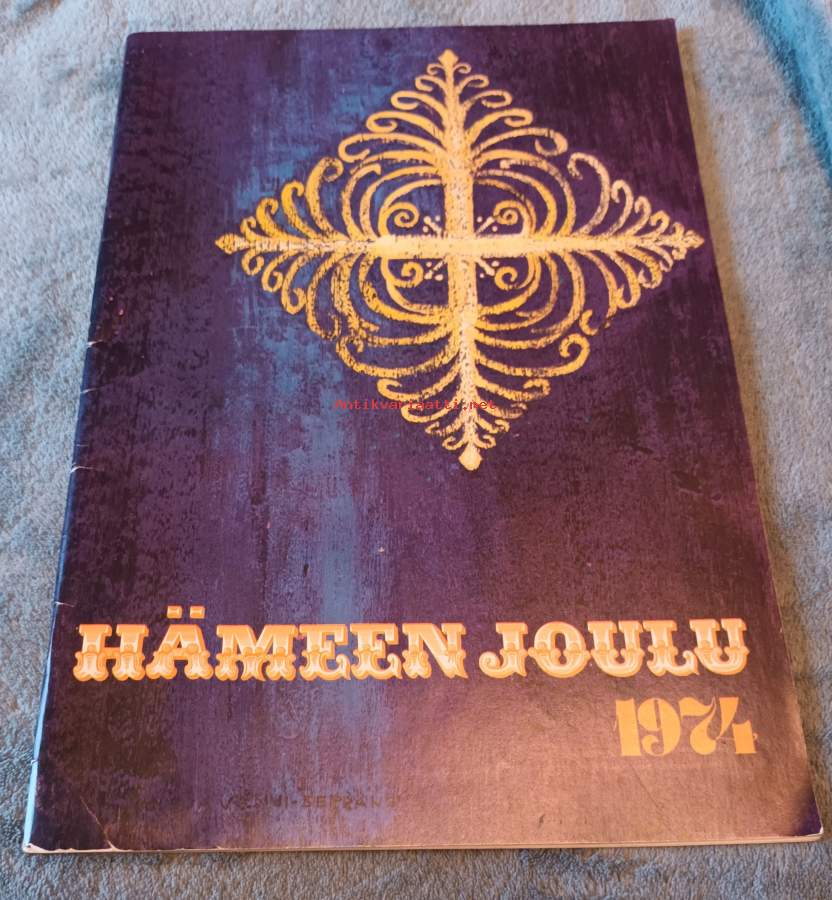 Antikvariaatti.net
HÄMEEN JOULU
1974